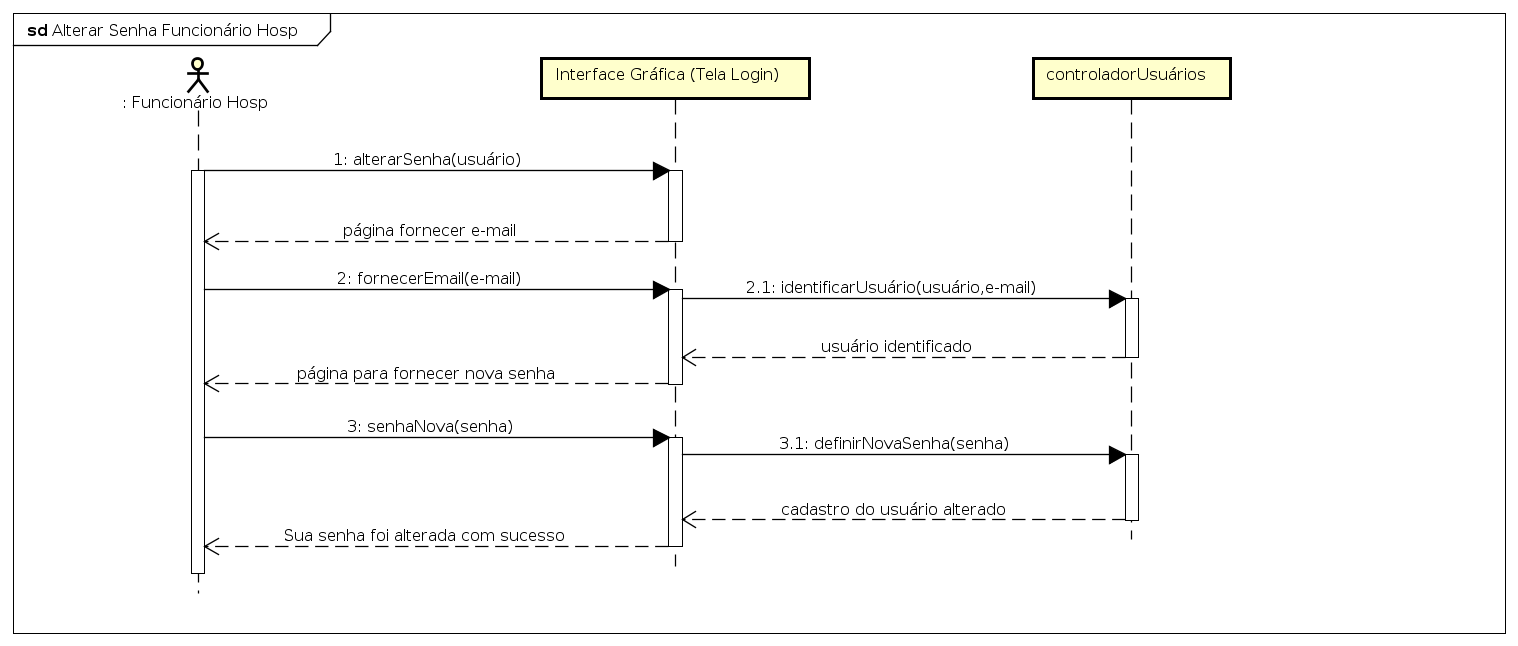 sd Alterar Senha Funcionário Hosp
: Funcionário Hosp
Interface Gráfica (Tela Login)
controladorUsuários
1: alterarSenha(usuário)
página fornecer e-mail
2: fornecerEmail(e-mail)
2.1: identificarUsuário(usuário,e-mail)
usuário identificado
página para fornecer nova senha
3: senhaNova(senha)
3.1: definirNovaSenha(senha)
cadastro do usuário alterado
Sua senha foi alterada com sucesso